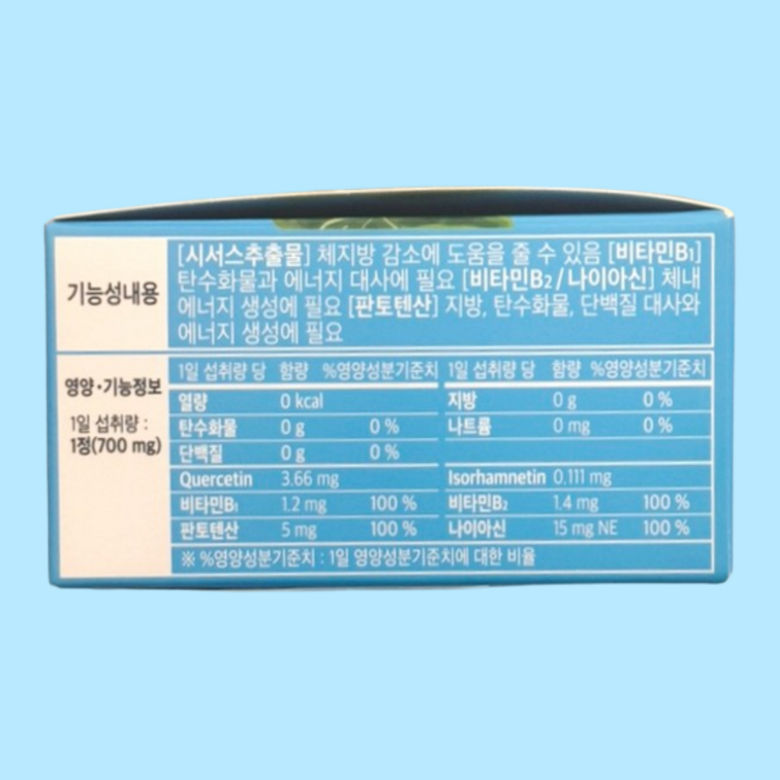 기능성내용
[시서스추출물] 체지방 감소에 도움을 줄 수 있음 [비타민B1]
탄수화물과 에너지 대사에 필요 [비타민B2 / 나이아신] 체내
에너지 생성에 필요 [판토텐산] 지방, 탄수화물, 단백질 대사와
에너지 생성에 필요
영양·기능정보
1일 섭취량 :
1정(700 mg)
1일 섭취량 당 함량 %영양성분기준치 1일 섭취량 당 함량 %영양성분기준치
열량 0 kcal 지방 0 g 0 %
탄수화물 0 g 0 % 나트륨 0 mg 0 %
단백질 0 g 0 %
Quercetin 3.66 mg Isorhamnetin 0.111 mg
비타민B1 1.2 mg 100 % 비타민B2 1.4 mg 100 %
판토텐산 5 mg 100 % 나이아신 15 mg NE 100 %
※ %영양성분기준치 : 1일 영양성분기준치에 대한 비율